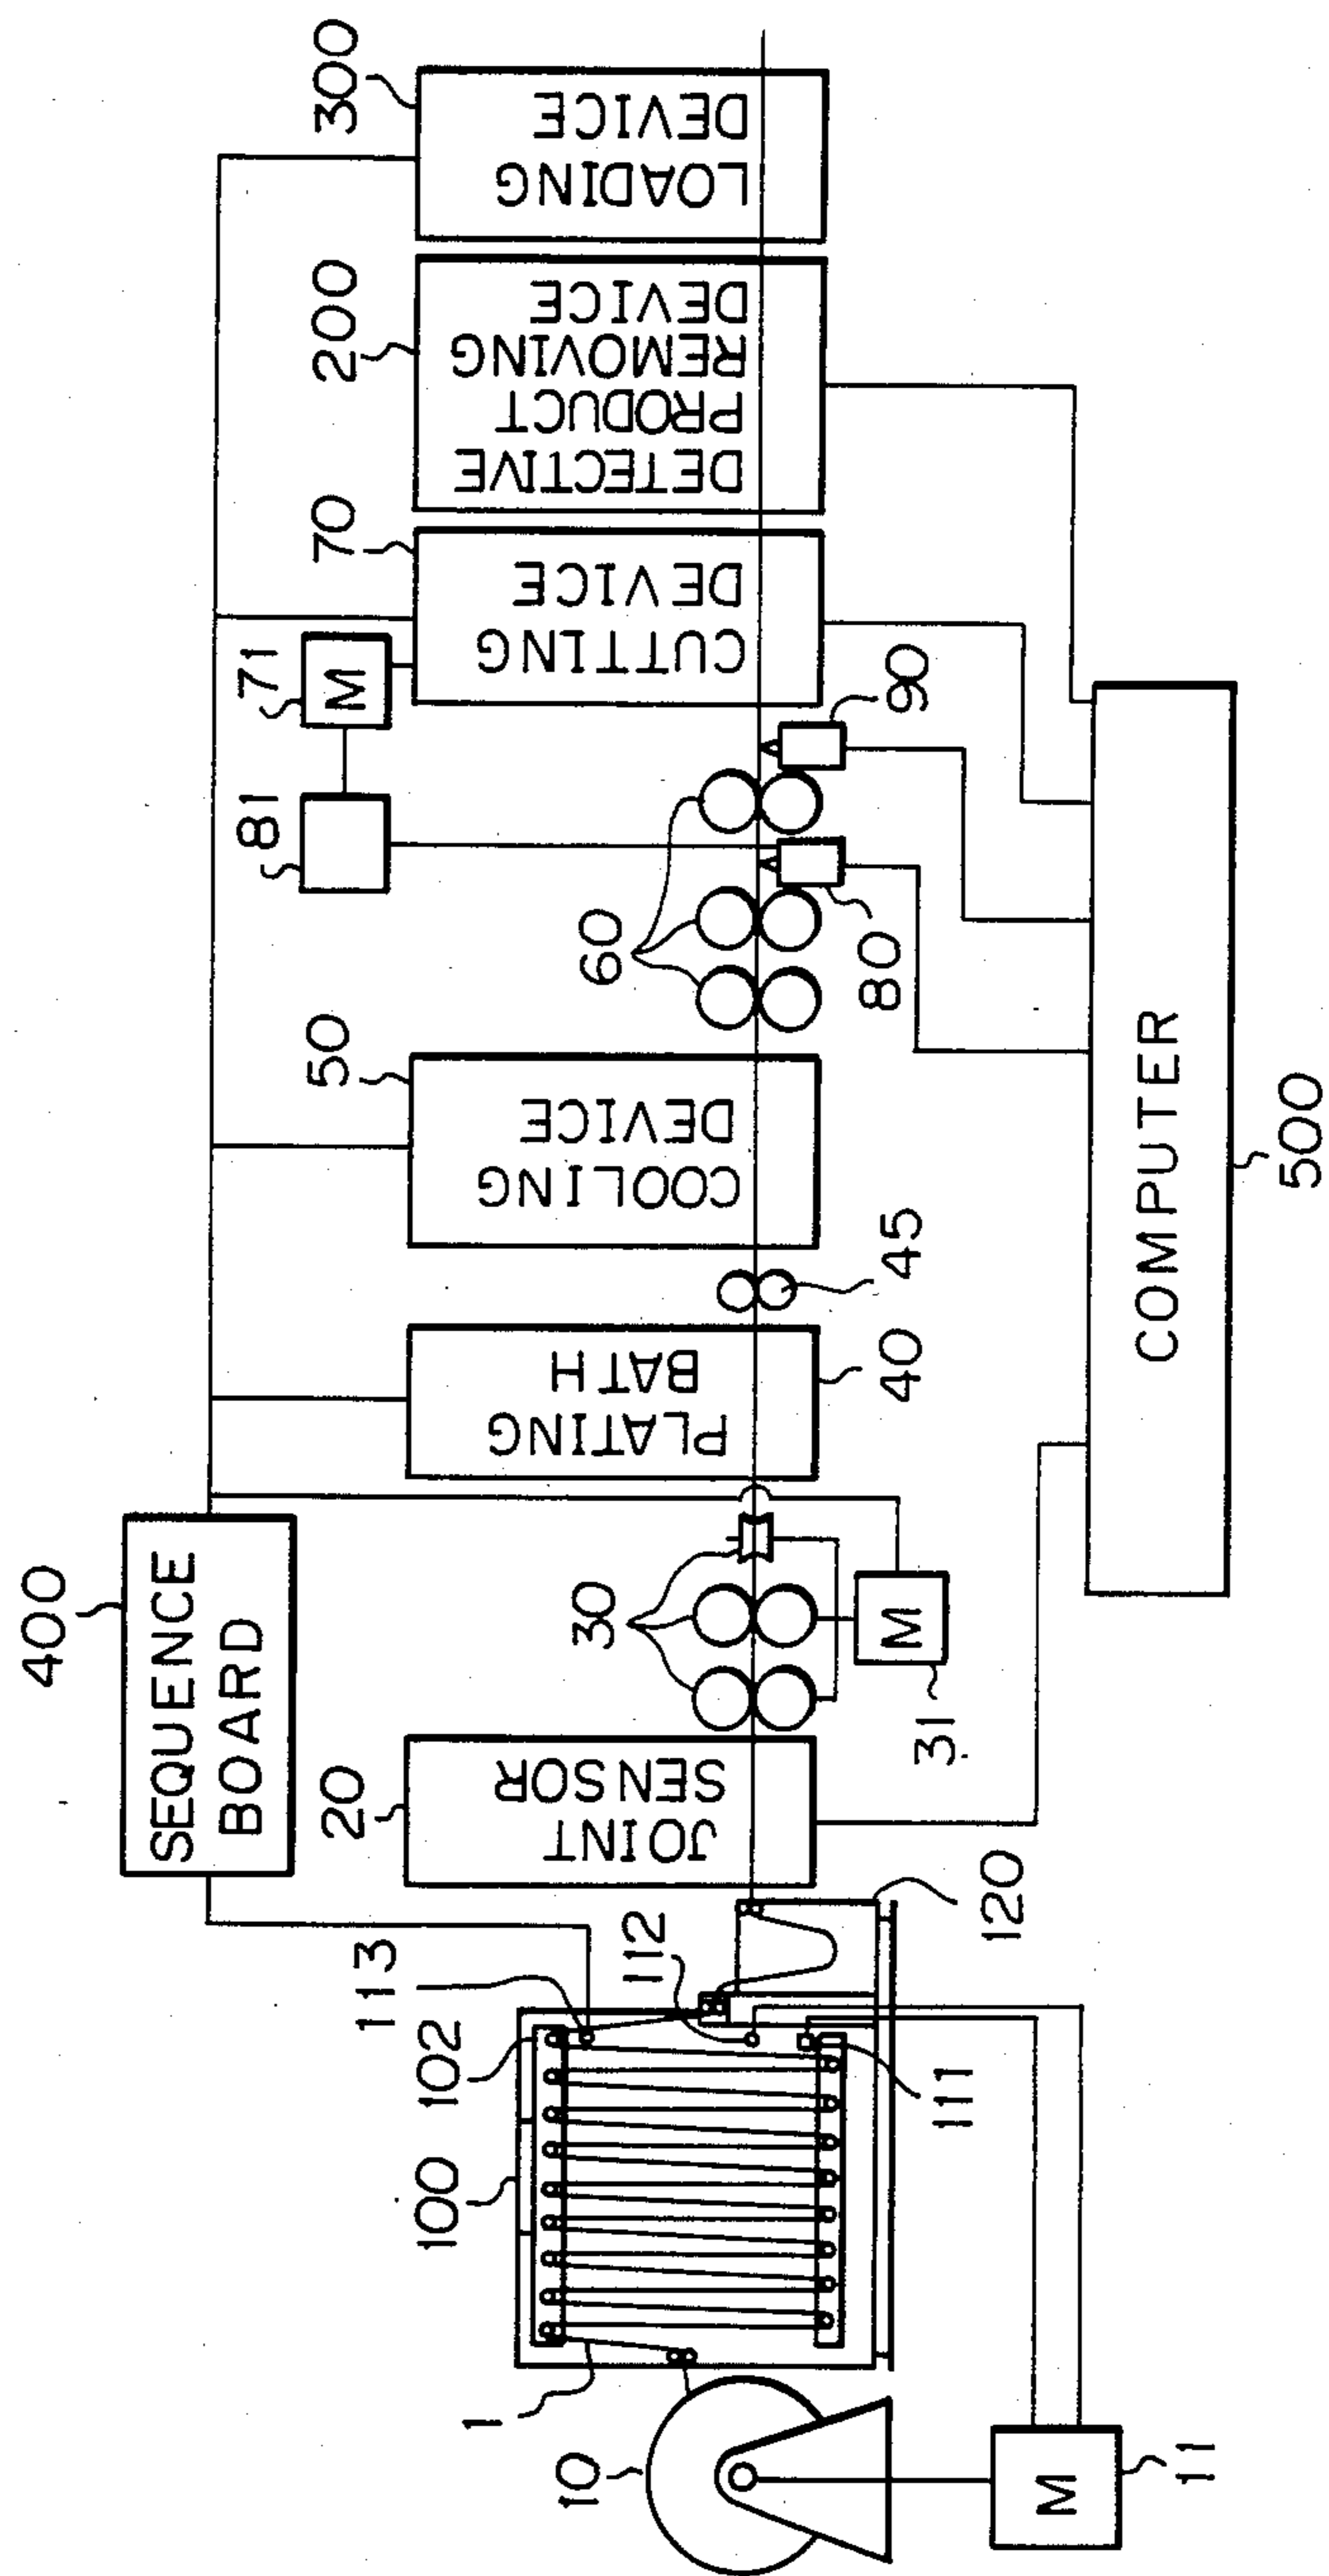 400
SEQUENCE
BOARD
300
LOADING
DEVICE
200
DETECTIVE
PRODUCT
REMOVING
DEVICE
70
CUTTING
DEVICE
71
M
81
60
90
80
50
COOLING
DEVICE
45
PLATING
BATH
40
30
M
31
20
JOINT
SENSOR
113
112
102
100
111
120
1
10
M
11
COMPUTER
500